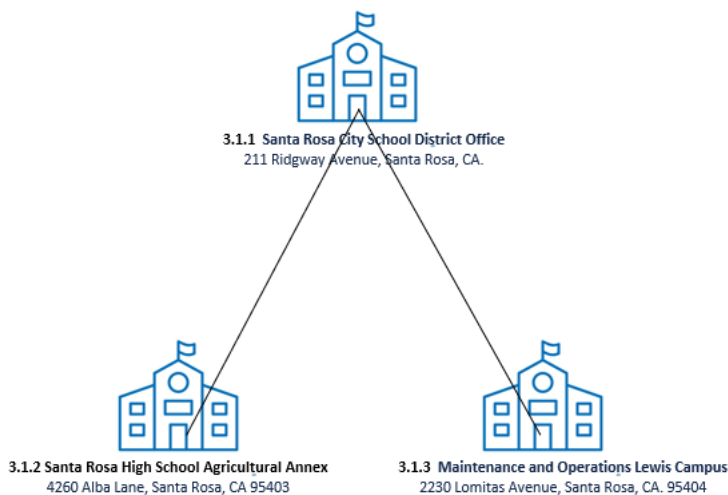 3.1.1 Santa Rosa City School District Office
211 Ridgway Avenue, Santa Rosa, CA.
3.1.2 Santa Rosa High School Agricultural Annex
4260 Alba Lane, Santa Rosa, CA 95403
3.1.3 Maintenance and Operations Lewis Campus
2230 Lomitas Avenue, Santa Rosa, CA. 95404